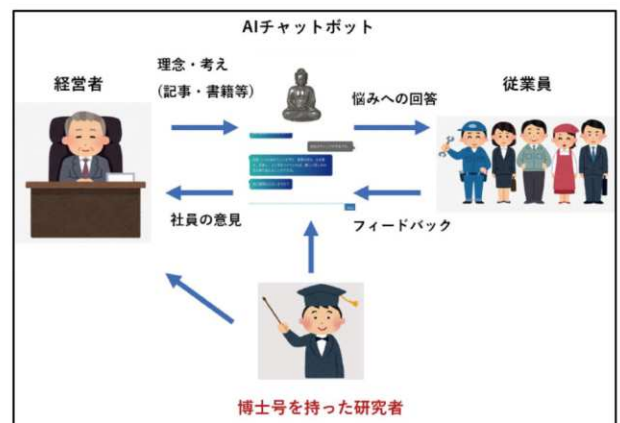 AIチャットボット
経営者
理念・考え
(記事・書籍等)
悩みへの回答
従業員
社員の意見
フィードバック
博士号を持った研究者